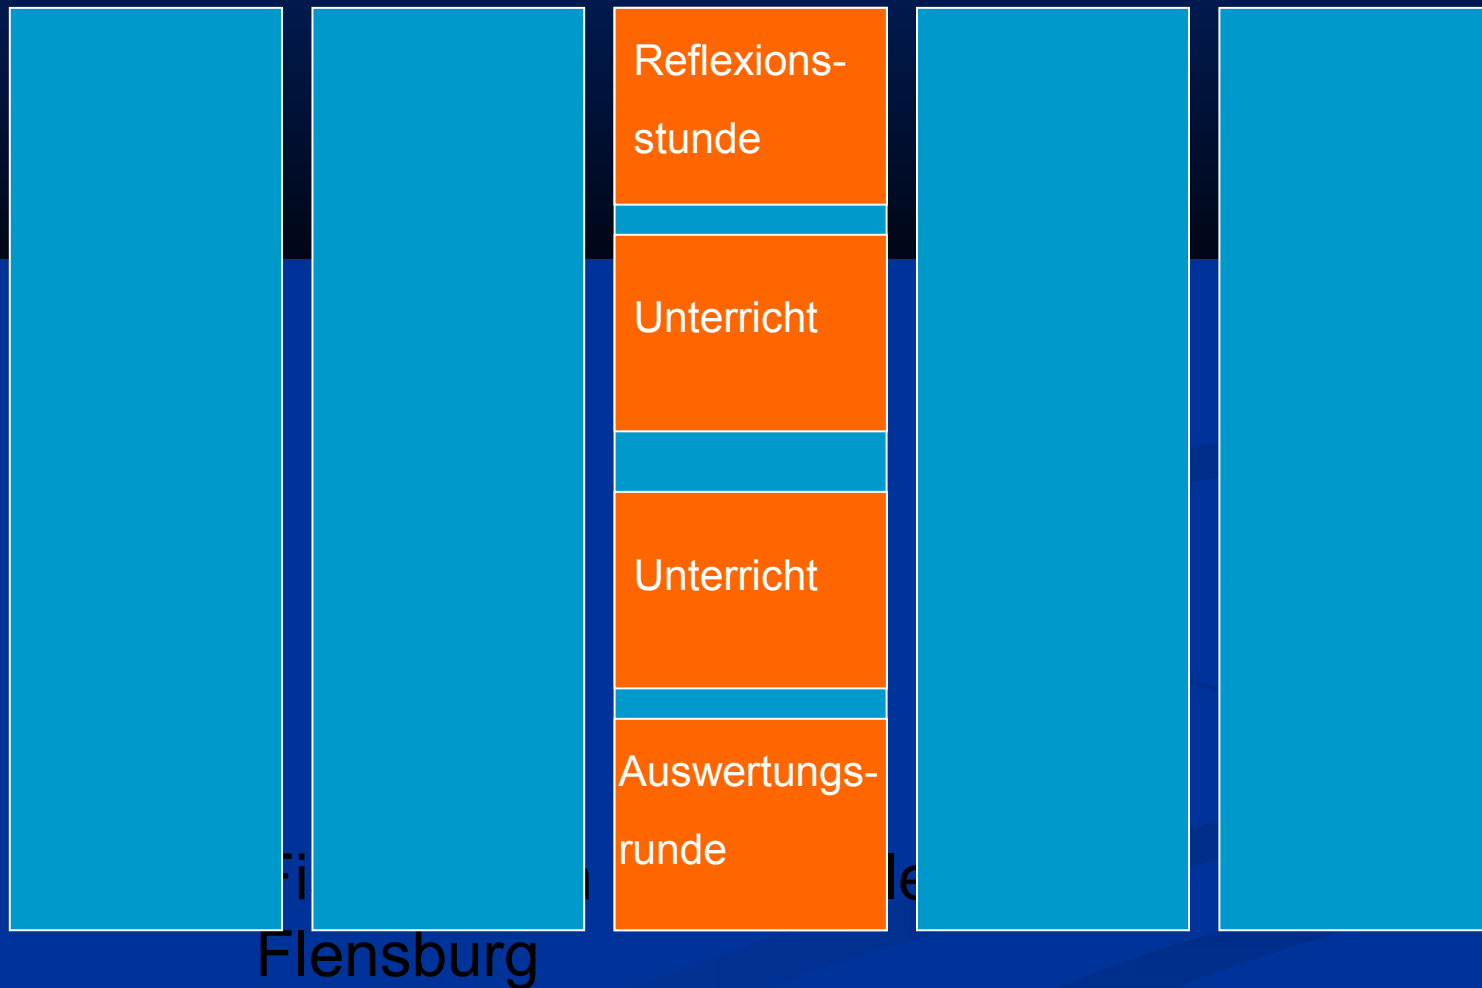 Reflexions-
stunde
Unterricht
Unterricht
Auswertungs-
runde
Flensburg